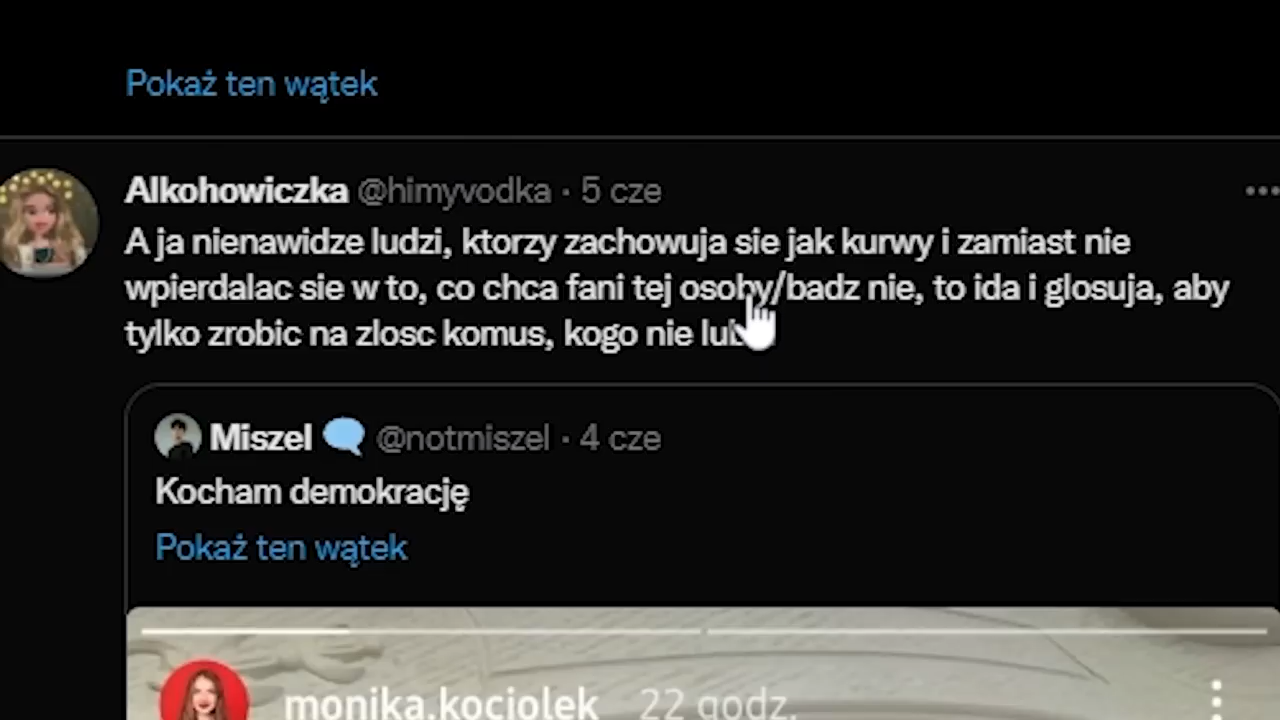 Pokaż ten wątek
Alkohowiczka @himyvodka · 5 cze
A ja nienawidze ludzi, ktorzy zachowuja sie jak kurwy i zamiast nie
wpierdalac sie w to, co chca fani tej osoby/badz nie, to ida i glosuja, aby
tylko zrobic na zlosc komus, kogo nie
Miszel @notmiszel · 4 cze
Kocham demokrację
Pokaż ten wątek
monika.kociolek 22 godz.